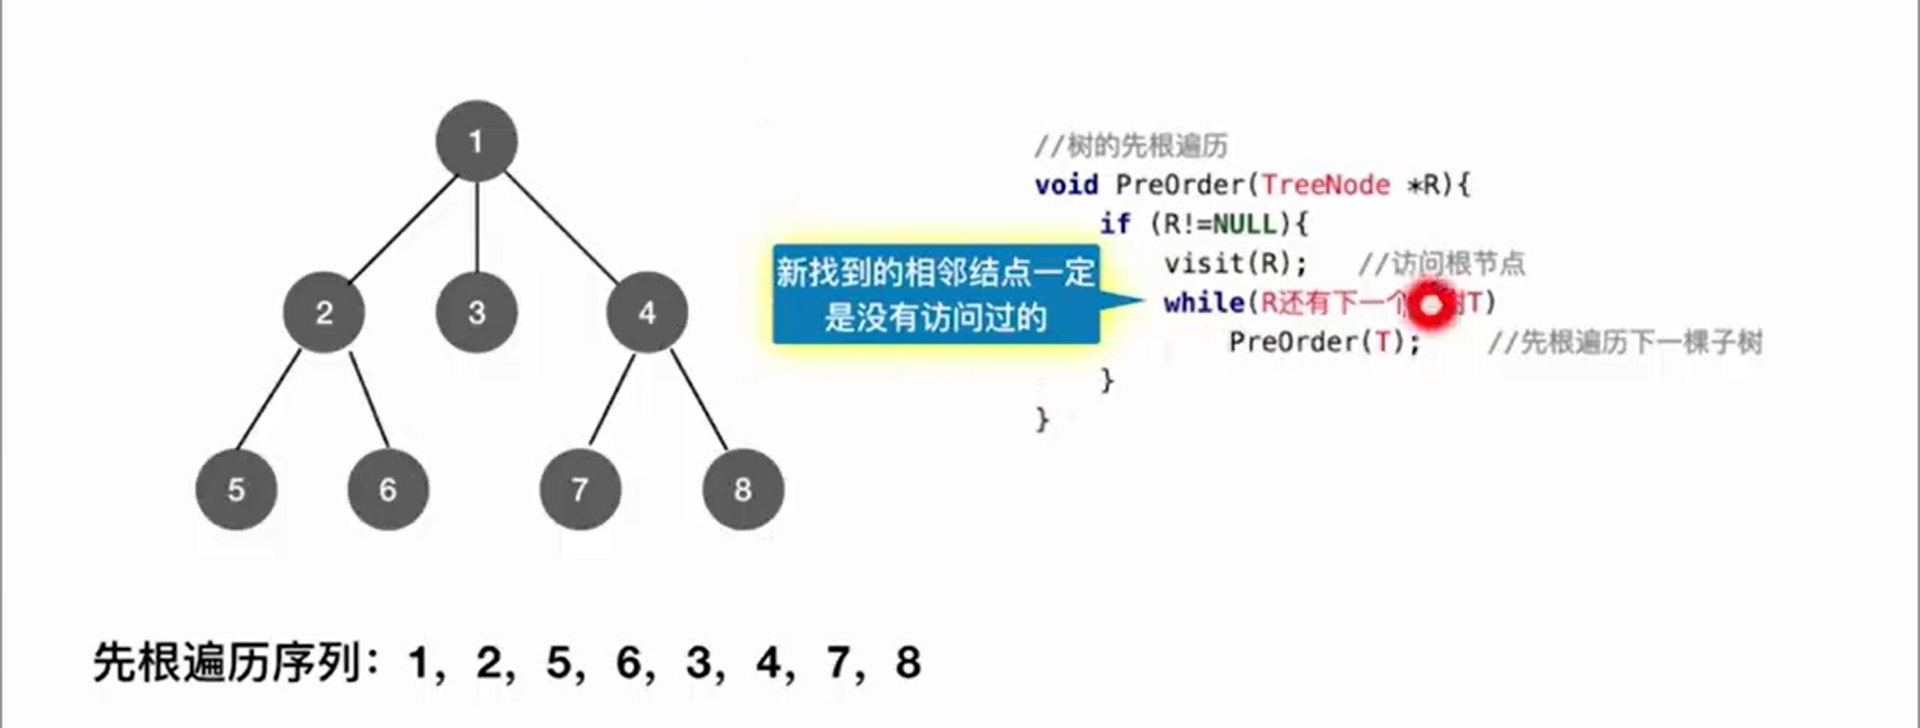 1
2
3
4
5
6
7
8
//树的先根遍历
void PreOrder(TreeNode *R){
if (R!=NULL){
visit(R); //访问根节点
while(R还有下一个树T)
PreOrder(T); //先根遍历下一棵子树
}
}
新找到的相邻结点一定
是没有访问过的
先根遍历序列：1, 2, 5, 6, 3, 4, 7, 8